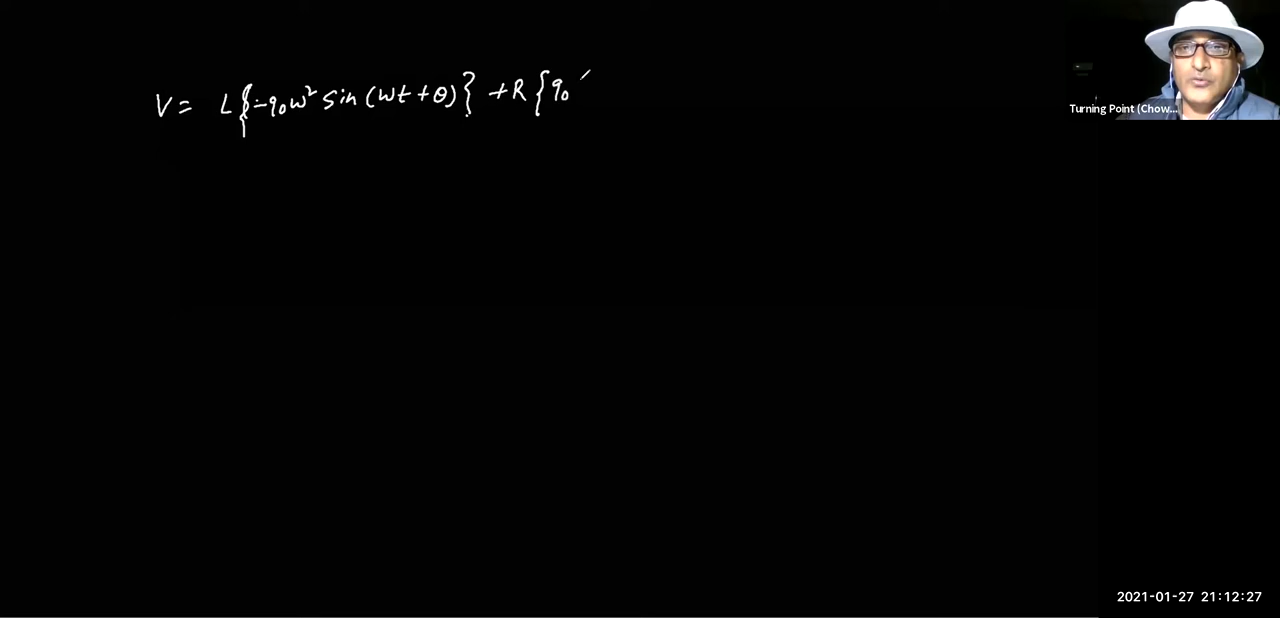 V = L{-q₀ω² sin(ωt + θ)} + R{q₀
Turning Point (Chow...
2021-01-27 21:12:27